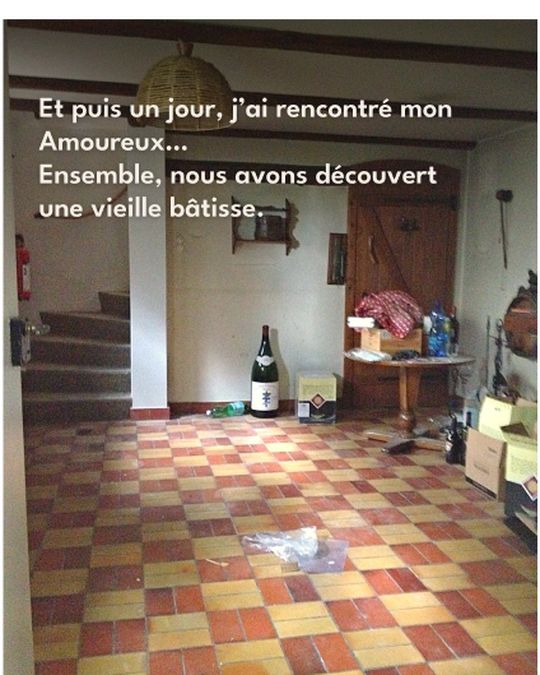 Et puis un jour, j’ai rencontré mon
Amoureux...
Ensemble, nous avons découvert
une vieille bâtisse.